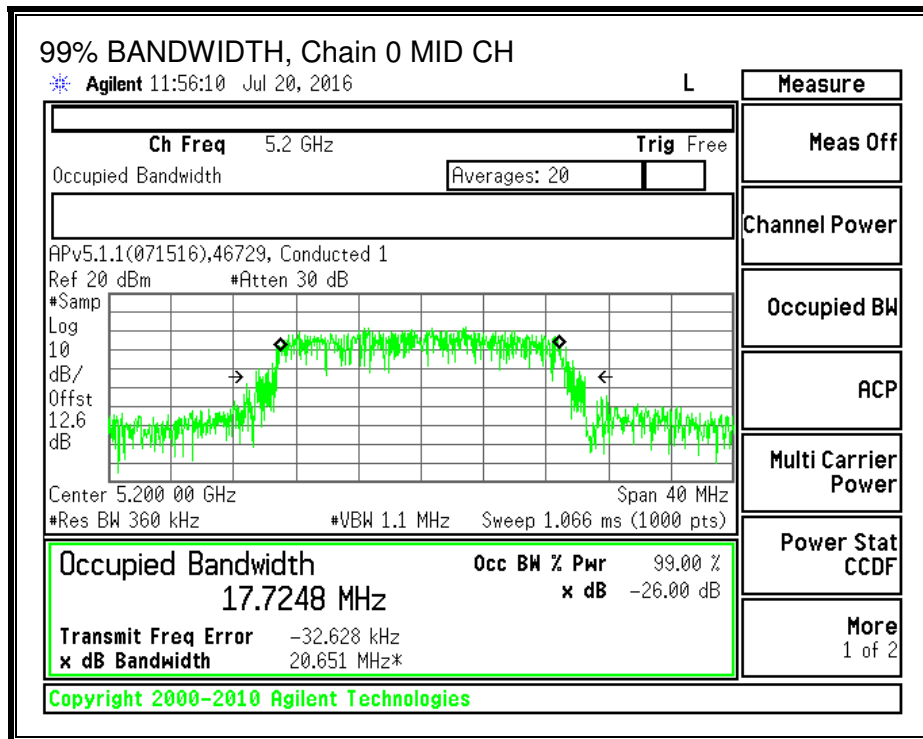 99% BANDWIDTH, Chain 0 MID CH
Agilent 11:56:10 Jul 20, 2016 L
Measure
Ch Freq 5.2 GHz Trig Free
Meas Off
Occupied Bandwidth Averages: 20
Channel Power
APv5.1.1(071516),46729, Conducted 1
Ref 20 dBm #Atten 30 dB
#Samp
Log
10
dB/
Offst
12.6
dB
Occupied BW
ACP
Multi Carrier
Power
Center 5.200 00 GHz Span 40 MHz
#Res BW 360 kHz #VBW 1.1 MHz Sweep 1.066 ms (1000 pts)
Power Stat
CCDF
Occupied Bandwidth Occ BW % Pwr 99.00 %
17.7248 MHz x dB -26.00 dB
Transmit Freq Error -32.628 kHz
x dB Bandwidth 20.651 MHz*
More
1 of 2
Copyright 2000-2010 Agilent Technologies